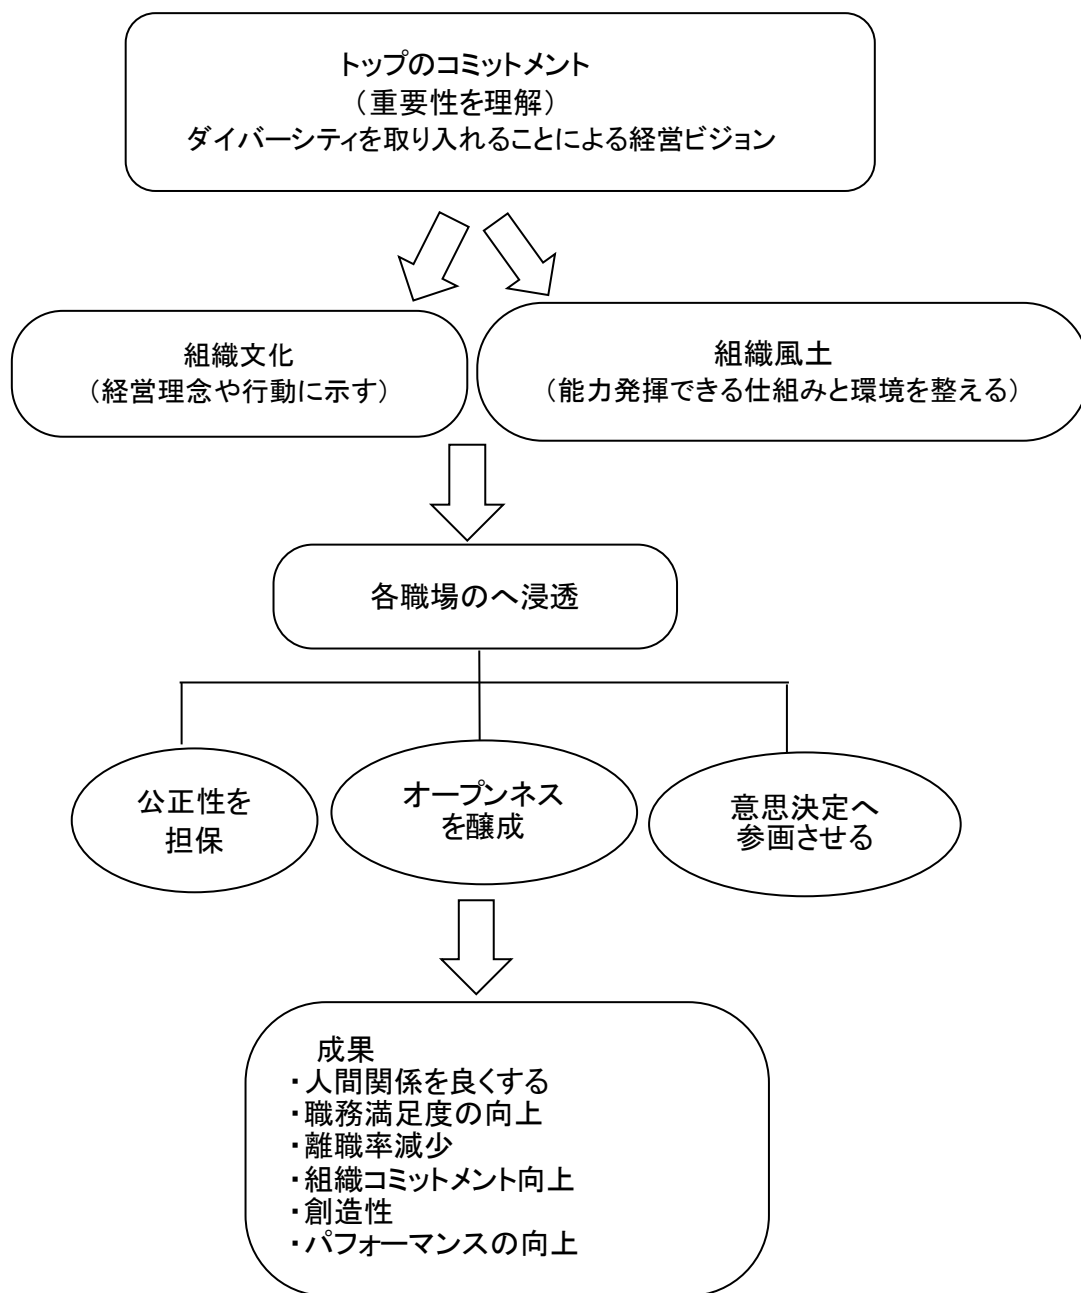 トップのコミットメント
（重要性を理解）
ダイバーシティを取り入れることによる経営ビジョン
組織文化
（経営理念や行動に示す）
組織風土
（能力発揮できる仕組みと環境を整える）
各職場のへ浸透
公正性を
担保
オープンネス
を醸成
意思決定へ
参画させる
成果
・人間関係を良くする
・職務満足度の向上
・離職率減少
・組織コミットメント向上
・創造性
・パフォーマンスの向上